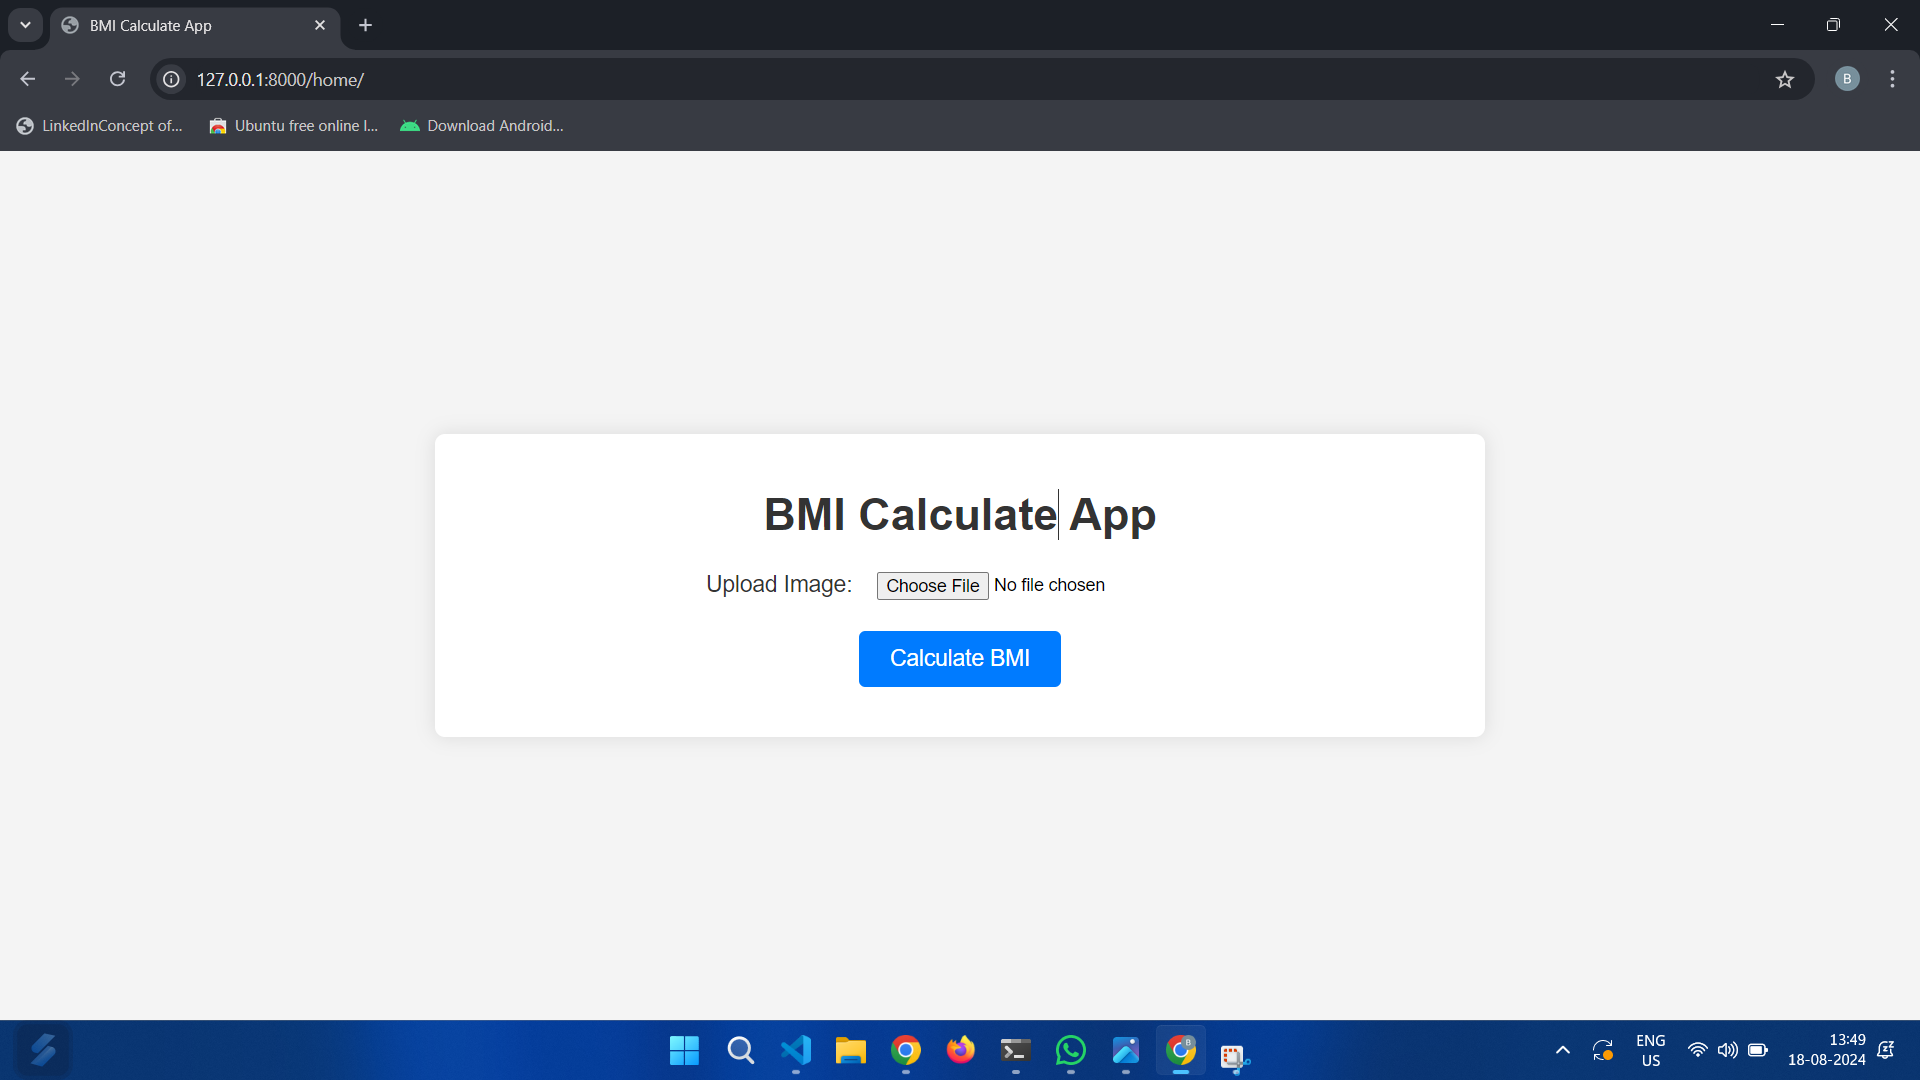 BMI Calculate App
127.0.0.1:8000/home/
B
LinkedInConcept of...
Ubuntu free online l...
Download Android...
BMI Calculate App
Upload Image: Choose File No file chosen
Calculate BMI
B
ENG
US
13:49
18-08-2024